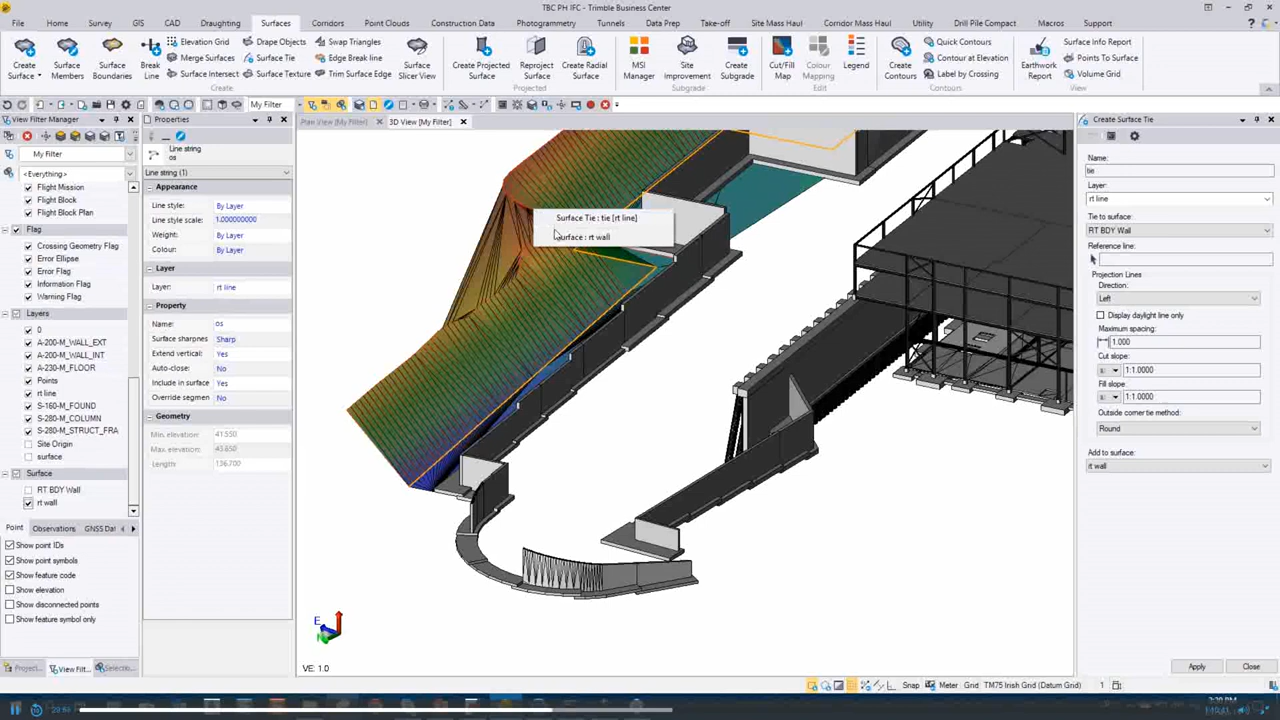 TBC PH IFC - Trimble Business Center
File Home Survey GIS CAD Draughting Surfaces Corridors Point Clouds Construction Data Photogrammetry Tunnels Data Prep Take-off Site Mass Haul Corridor Mass Haul Utility Drill Pile Compact Macros Support
Create Surface Surface Members Surface Boundaries Break Line
Elevation Grid Drape Objects Swap Triangles
Merge Surfaces Surface Tie Edge Break line
Surface Intersect Surface Texture Trim Surface Edge
Surface Slicer View
Create Projected Surface Reproject Surface Create Radial Surface
MSI Manager Site Improvement Create Subgrade
Cut/Fill Map Colour Mapping Legend
Create Contours
Quick Contours
Contours at Elevation
Label by Crossing
Earthwork Report
Surface Info Report
Points To Surface
Volume Grid
Create Projected Subgrade Edit Contours View
My Filter
View Filter Manager
My Filter
<Everything>
Flight Mission
Flight Block
Flight Block Plan
Flag
Crossing Geometry Flag
Error Ellipse
Error Flag
Information Flag
Warning Flag
Layers
0
A-200-M_WALL_EXT
A-200-M_WALL_INT
A-230-M_FLOOR
Points
rt line
S-160-M_FOUND
S-280-M_COLUMN
S-280-M_STRUCT_FRA
Site Origin
surface
Surface
RT BDY Wall
rt wall
Point Observations GNSS Dat
Show point IDs
Show point symbols
Show feature code
Show elevation
Show disconnected points
Show feature symbol only
Project... View Filt... Selectio...
Properties
Line string
os
Line string (1)
Appearance
Line style: By Layer
Line style scale: 1.000000000
Weight: By Layer
Colour: By Layer
Layer
Layer: rt line
Property
Name: os
Surface sharpnes Sharp
Extend vertical: Yes
Auto-close: No
Include in surface Yes
Override segmen No
Geometry
Min. elevation: 41.550
Max. elevation: 43.650
Length: 136.700
Plan View [My Filter] 3D View [My Filter]
Surface Tie : tie [rt line]
Surface : rt wall
E
VE: 1.0
Create Surface Tie
Name:
tie
Layer:
rt line
Tie to surface:
RT BDY Wall
Reference line:
Projection Lines
Direction:
Left
Display daylight line only
Maximum spacing:
1.000
Cut slope:
1:1.0000
Fill slope:
1:1.0000
Outside corner tie method:
Round
Add to surface:
rt wall
Apply Close
Snap Meter Grid TM75 Irish Grid (Datum Grid) 1